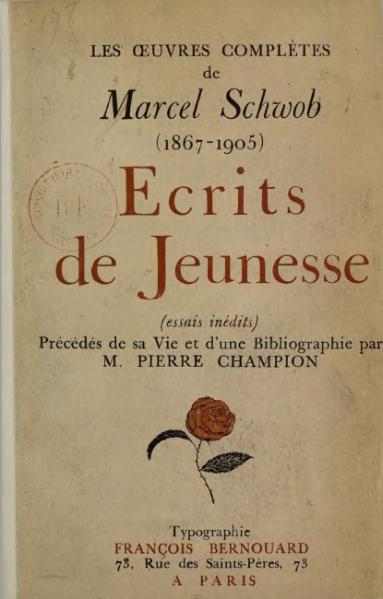 LES ŒUVRES COMPLÈTES
de
Marcel Schwob
(1867-1905)
Ecrits
de Jeunesse
(essais inédits)
Précédés de sa Vie et d'une Bibliographie par
M. PIERRE CHAMPION
Typographie
FRANÇOIS BERNOUARD
73, Rue des Saints-Pères, 73
A PARIS